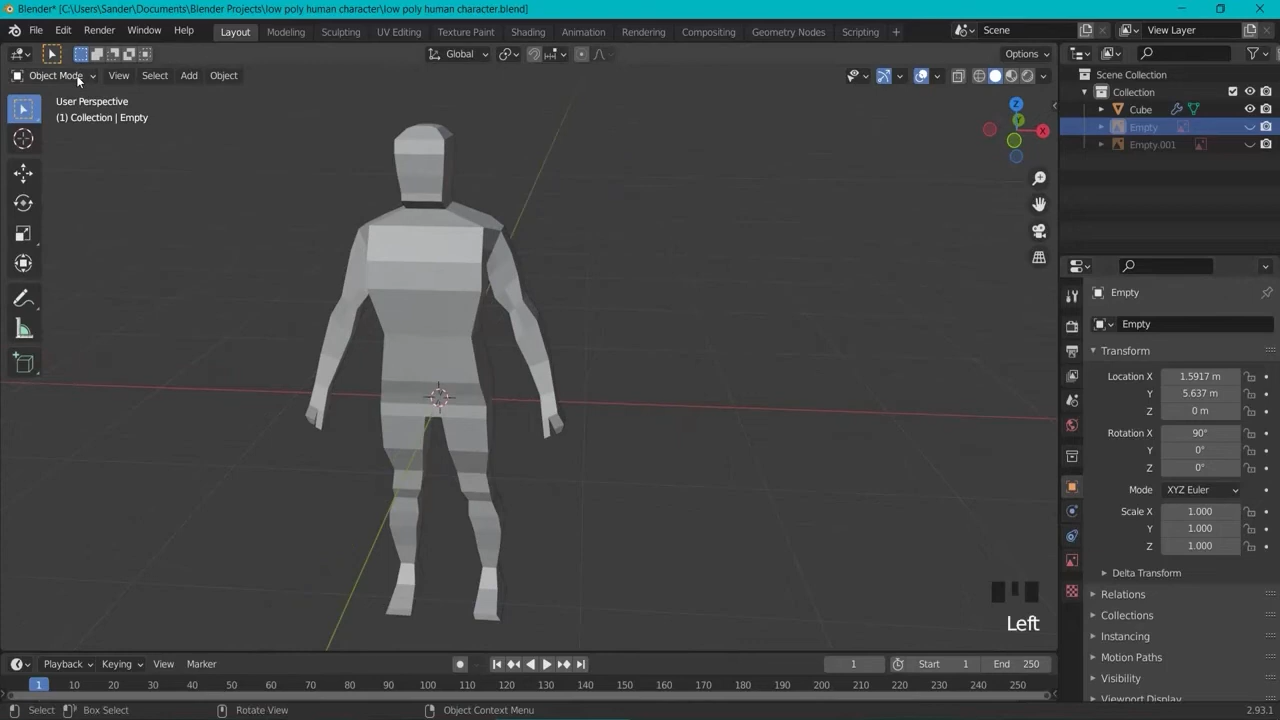 Blender* [C:\Users\Sander\Documents\Blender Projects\low poly human character\low poly human character.blend]
File Edit Render Window Help Layout Modeling Sculpting UV Editing Texture Paint Shading Animation Rendering Compositing Geometry Nodes Scripting + Scene View Layer
Global Options
Object Mode View Select Add Object
User Perspective
(1) Collection | Empty
Z
Y
X
Left
Scene Collection
Collection
Cube
Empty
Empty.001
Empty
Empty
Transform
Location X 1.5917 m
Y 5.637 m
Z 0 m
Rotation X 90°
Y 0°
Z 0°
Mode XYZ Euler
Scale X 1.000
Y 1.000
Z 1.000
Delta Transform
Relations
Collections
Instancing
Motion Paths
Viewport Display
Playback Keying View Marker 1 Start 1 End 250
1 10 20 30 40 50 60 70 80 90 100 110 120 130 140 150 160 170 180 190 200 210 220 230 240 250
Select Box Select Rotate View Object Context Menu 2.93.1